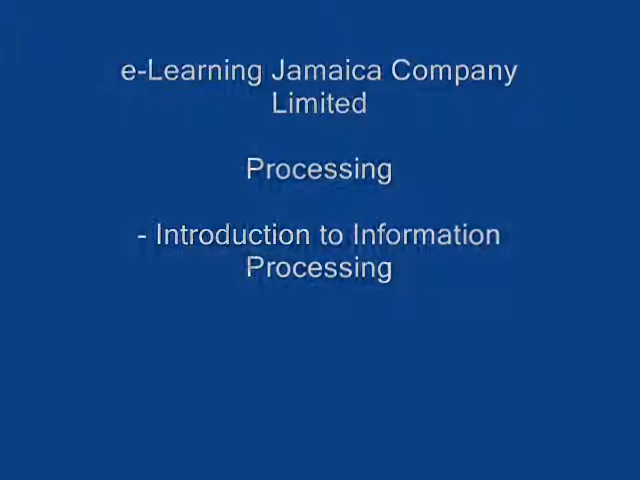 e-Learning Jamaica Company
Limited
Processing
- Introduction to Information
Processing